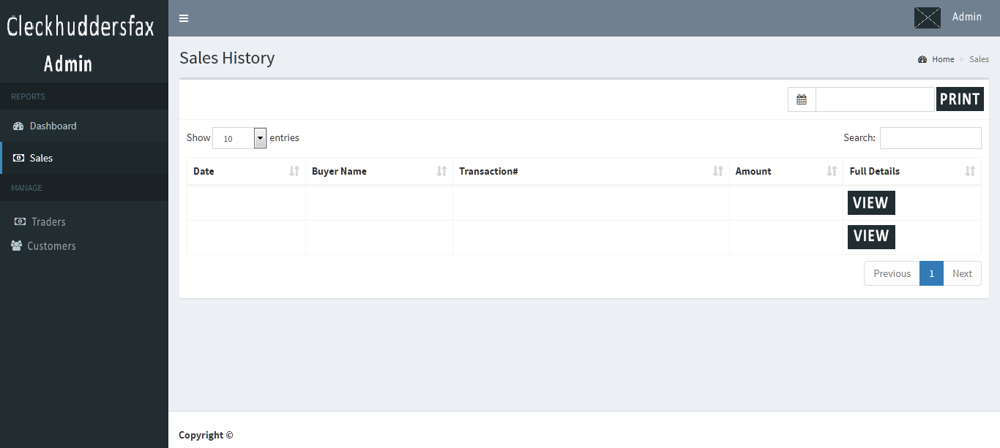 Cleckhuddersfax
Admin
REPORTS
Dashboard
Sales
MANAGE
Traders
Customers
Admin
Sales History
Home > Sales
PRINT
Show 10 entries
Search:
Date Buyer Name Transaction# Amount Full Details
VIEW
VIEW
Previous 1 Next
Copyright ©